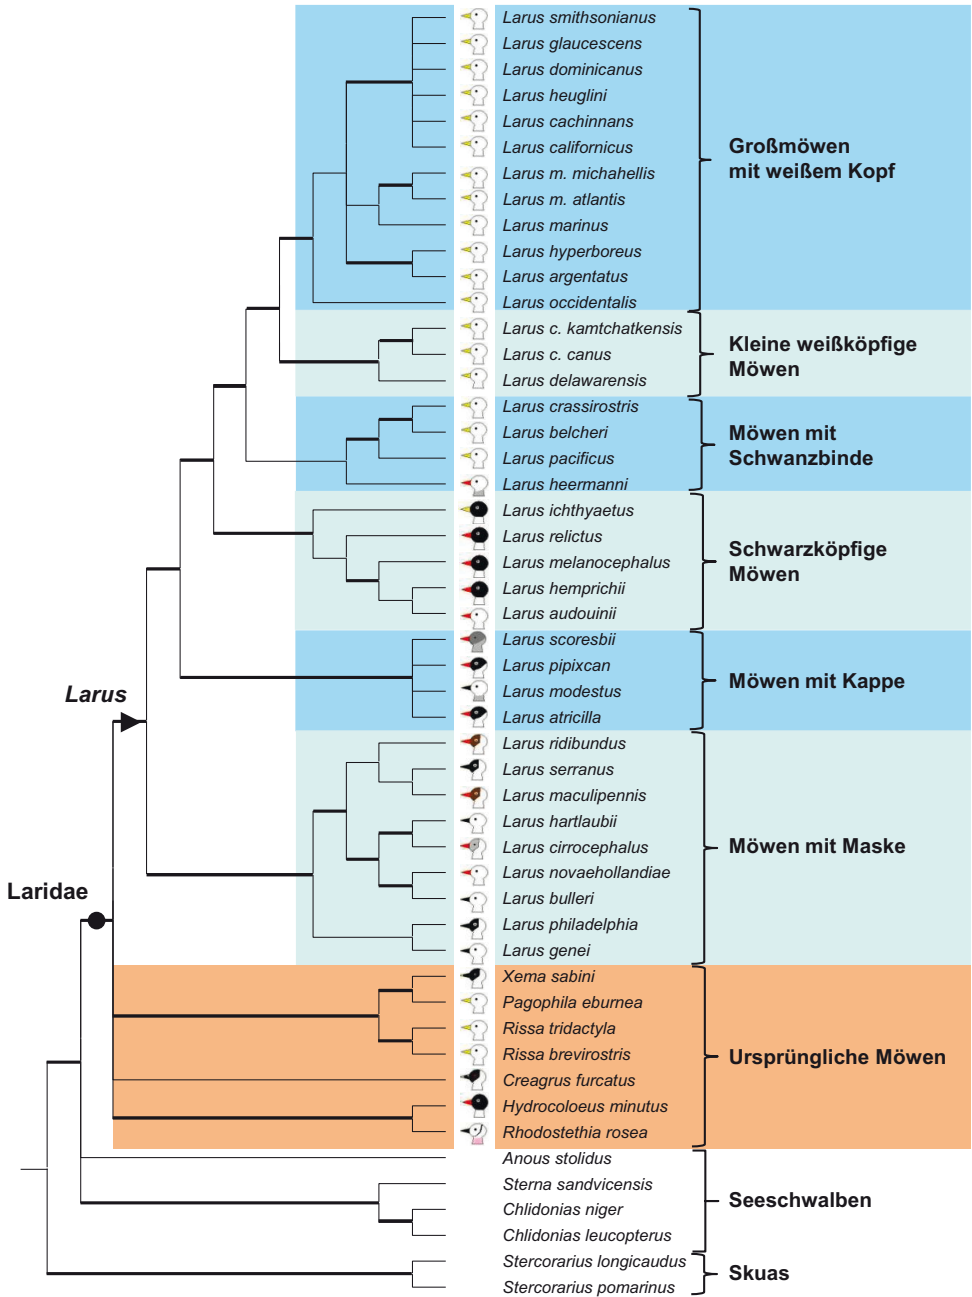 Larus smithsonianus
Larus glaucescens
Larus dominicanus
Larus heuglini
Larus cachinnans
Larus californicus
Larus m. michahellis
Larus m. atlantis
Larus marinus
Larus hyperboreus
Larus argentatus
Larus occidentalis
Großmöwen
mit weißem Kopf
Larus c. kamtchatkensis
Larus c. canus
Larus delawarensis
Kleine weißköpfige
Möwen
Larus crassirostris
Larus belcheri
Larus pacificus
Larus heermanni
Möwen mit
Schwanzbinde
Larus ichthyaetus
Larus relictus
Larus melanocephalus
Larus hemprichii
Larus audouinii
Schwarzköpfige
Möwen
Larus scoresbii
Larus pipixcan
Larus modestus
Larus atricilla
Möwen mit Kappe
Larus
Larus ridibundus
Larus serranus
Larus maculipennis
Larus hartlaubii
Larus cirrocephalus
Larus novaehollandiae
Larus bulleri
Larus philadelphia
Larus genei
Möwen mit Maske
Laridae
Xema sabini
Pagophila eburnea
Rissa tridactyla
Rissa brevirostris
Creagrus furcatus
Hydrocoloeus minutus
Rhodostethia rosea
Ursprüngliche Möwen
Anous stolidus
Sterna sandvicensis
Chlidonias niger
Chlidonias leucopterus
Seeschwalben
Stercorarius longicaudus
Stercorarius pomarinus
Skuas